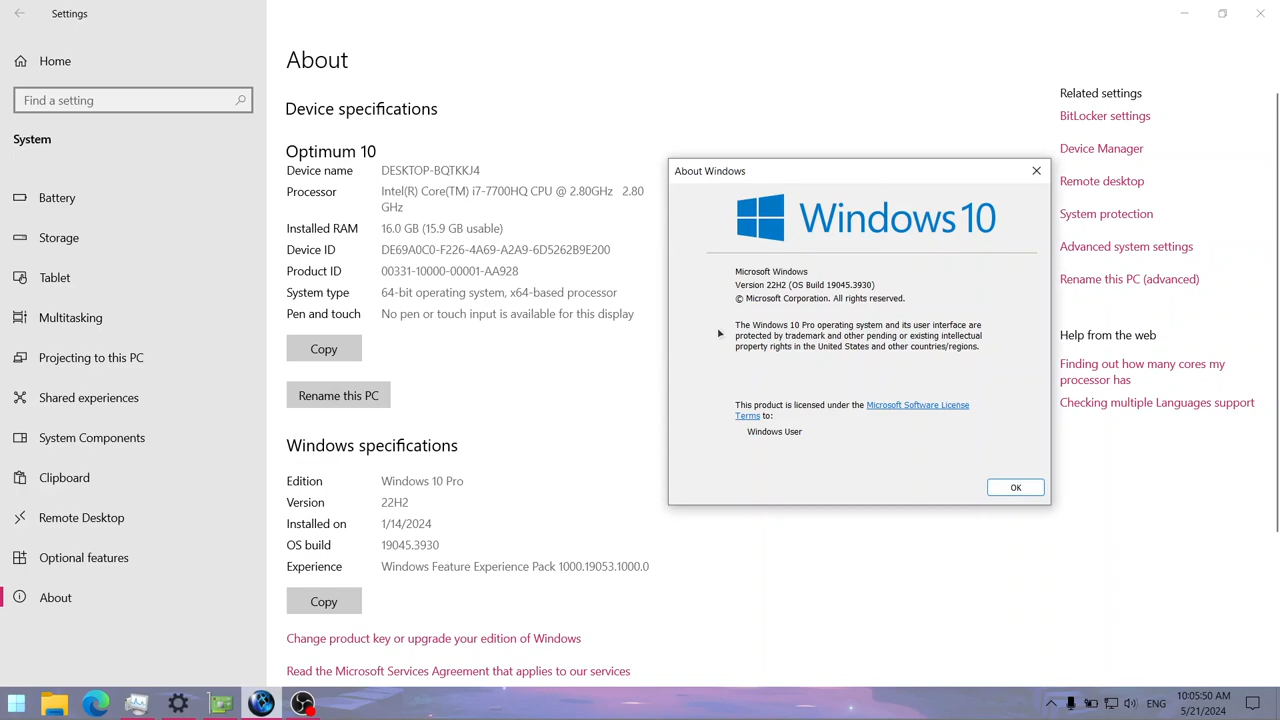 Settings
Home
Find a setting
System
Battery
Storage
Tablet
Multitasking
Projecting to this PC
Shared experiences
System Components
Clipboard
Remote Desktop
Optional features
About
About
Device specifications
Optimum 10
Device name DESKTOP-BQTKKJ4
Processor Intel(R) Core(TM) i7-7700HQ CPU @ 2.80GHz 2.80
GHz
Installed RAM 16.0 GB (15.9 GB usable)
Device ID DE69A0C0-F226-4A69-A2A9-6D5262B9E200
Product ID 00331-10000-00001-AA928
System type 64-bit operating system, x64-based processor
Pen and touch No pen or touch input is available for this display
Copy
Rename this PC
Windows specifications
Edition Windows 10 Pro
Version 22H2
Installed on 1/14/2024
OS build 19045.3930
Experience Windows Feature Experience Pack 1000.19053.1000.0
Copy
Change product key or upgrade your edition of Windows
Read the Microsoft Services Agreement that applies to our services
About Windows
Windows 10
Microsoft Windows
Version 22H2 (OS Build 19045.3930)
© Microsoft Corporation. All rights reserved.
The Windows 10 Pro operating system and its user interface are
protected by trademark and other pending or existing intellectual
property rights in the United States and other countries/regions.
This product is licensed under the Microsoft Software License
Terms to:
Windows User
OK
Related settings
BitLocker settings
Device Manager
Remote desktop
System protection
Advanced system settings
Rename this PC (advanced)
Help from the web
Finding out how many cores my
processor has
Checking multiple Languages support
ENG
10:05:50 AM
5/21/2024